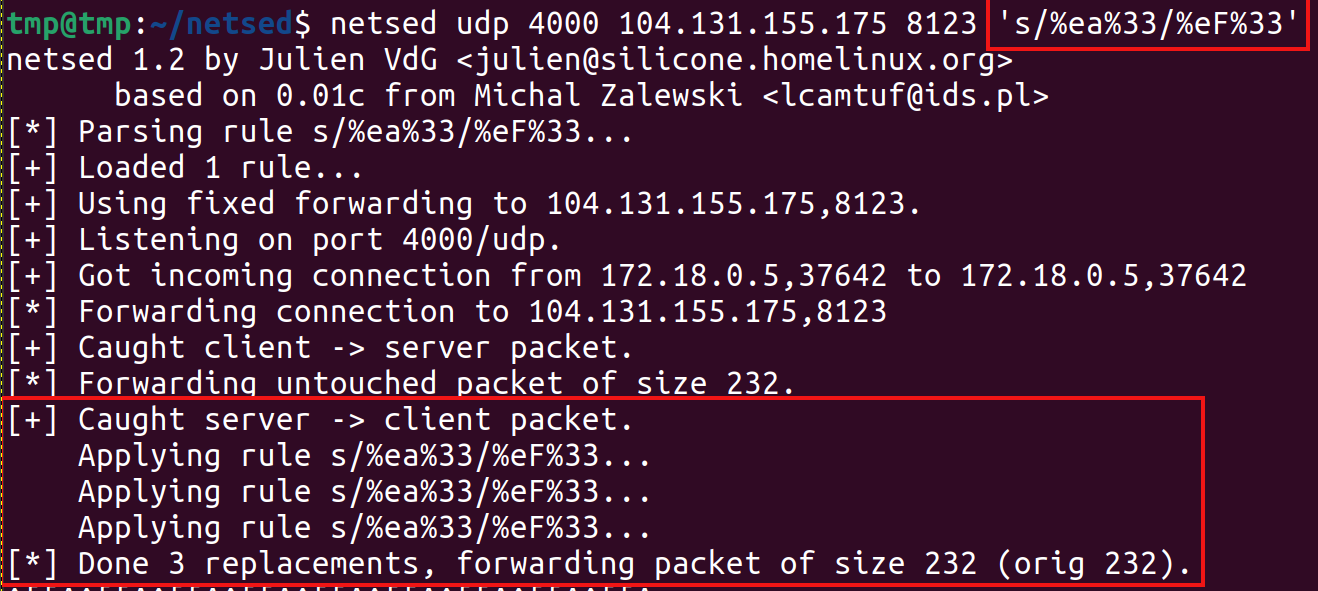 tmp@tmp:~/netsed$ netsed udp 4000 104.131.155.175 8123 's/%ea%33/%eF%33'
netsed 1.2 by Julien VdG <julien@silicone.homelinux.org>
      based on 0.01c from Michal Zalewski <lcamtuf@ids.pl>
[*] Parsing rule s/%ea%33/%eF%33...
[+] Loaded 1 rule...
[+] Using fixed forwarding to 104.131.155.175,8123.
[+] Listening on port 4000/udp.
[+] Got incoming connection from 172.18.0.5,37642 to 172.18.0.5,37642
[*] Forwarding connection to 104.131.155.175,8123
[+] Caught client -> server packet.
[*] Forwarding untouched packet of size 232.
[+] Caught server -> client packet.
    Applying rule s/%ea%33/%eF%33...
    Applying rule s/%ea%33/%eF%33...
    Applying rule s/%ea%33/%eF%33...
[*] Done 3 replacements, forwarding packet of size 232 (orig 232).